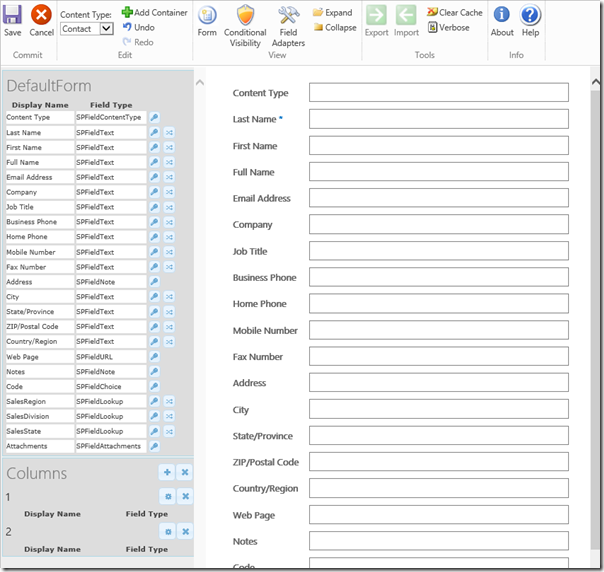 Save
Cancel
Content Type:
Contact
Add Container
Undo
Redo
Form
Conditional
Visibility
Field
Adapters
Expand
Collapse
Export
Import
Clear Cache
Verbose
About
Help
Commit
Edit
View
Tools
Info
DefaultForm
Display Name Field Type
Content Type SPFieldContentType
Last Name SPFieldText
First Name SPFieldText
Full Name SPFieldText
Email Address SPFieldText
Company SPFieldText
Job Title SPFieldText
Business Phone SPFieldText
Home Phone SPFieldText
Mobile Number SPFieldText
Fax Number SPFieldText
Address SPFieldNote
City SPFieldText
State/Province SPFieldText
ZIP/Postal Code SPFieldText
Country/Region SPFieldText
Web Page SPFieldURL
Notes SPFieldNote
Code SPFieldChoice
SalesRegion SPFieldLookup
SalesDivision SPFieldLookup
SalesState SPFieldLookup
Attachments SPFieldAttachments
Columns
1
Display Name Field Type
2
Display Name Field Type
Content Type
Last Name *
First Name
Full Name
Email Address
Company
Job Title
Business Phone
Home Phone
Mobile Number
Fax Number
Address
City
State/Province
ZIP/Postal Code
Country/Region
Web Page
Notes
Code